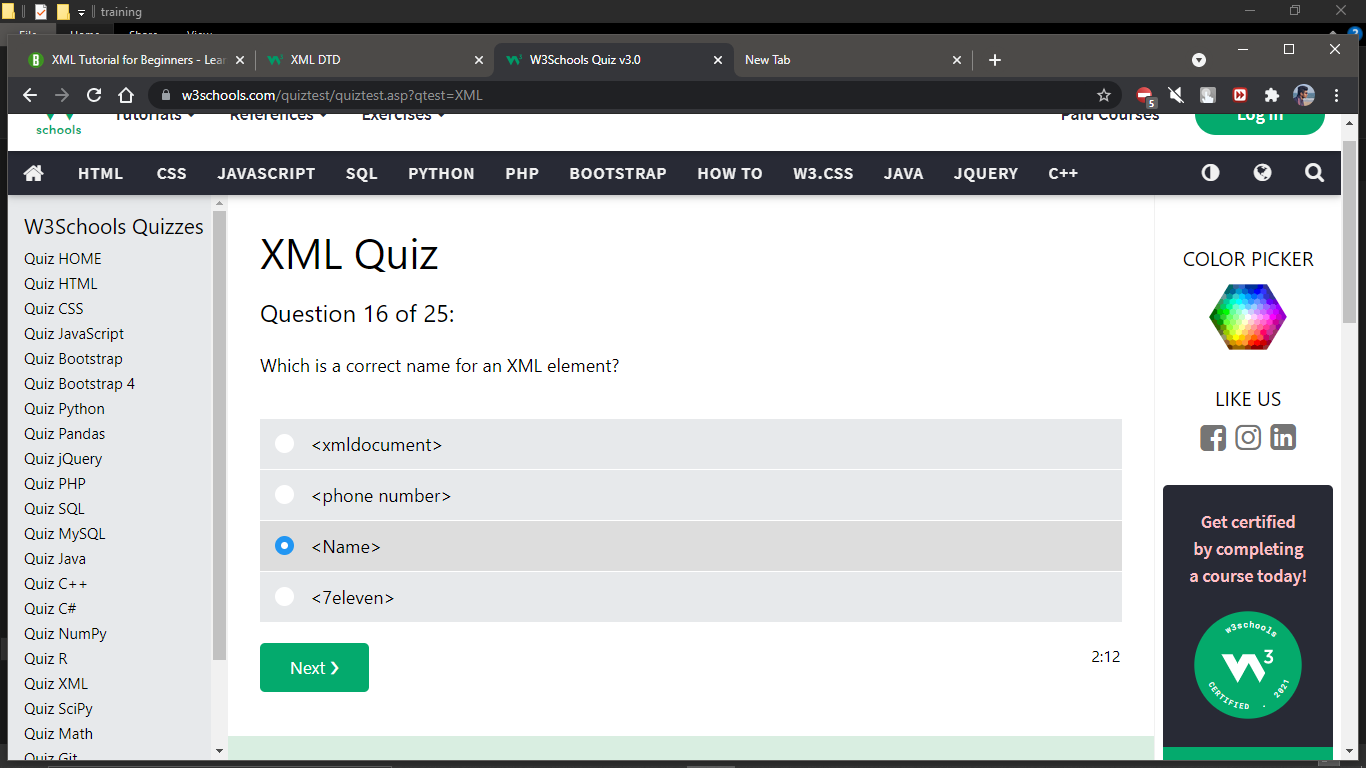 training
File Home Share View
XML Tutorial for Beginners - Lear
XML DTD
W3Schools Quiz v3.0
New Tab
w3schools.com/quiztest/quiztest.asp?qtest=XML
5
schools
Tutorials
References
Exercises
Paid Courses
Log in
HTML CSS JAVASCRIPT SQL PYTHON PHP BOOTSTRAP HOW TO W3.CSS JAVA JQUERY C++
W3Schools Quizzes
Quiz HOME
Quiz HTML
Quiz CSS
Quiz JavaScript
Quiz Bootstrap
Quiz Bootstrap 4
Quiz Python
Quiz Pandas
Quiz jQuery
Quiz PHP
Quiz SQL
Quiz MySQL
Quiz Java
Quiz C++
Quiz C#
Quiz NumPy
Quiz R
Quiz XML
Quiz SciPy
Quiz Math
Quiz Git
XML Quiz
Question 16 of 25:
Which is a correct name for an XML element?
<xmldocument>
<phone number>
<Name>
<7eleven>
Next ❯
2:12
COLOR PICKER
LIKE US
Get certified
by completing
a course today!
w3schools
3
CERTIFIED . 2021